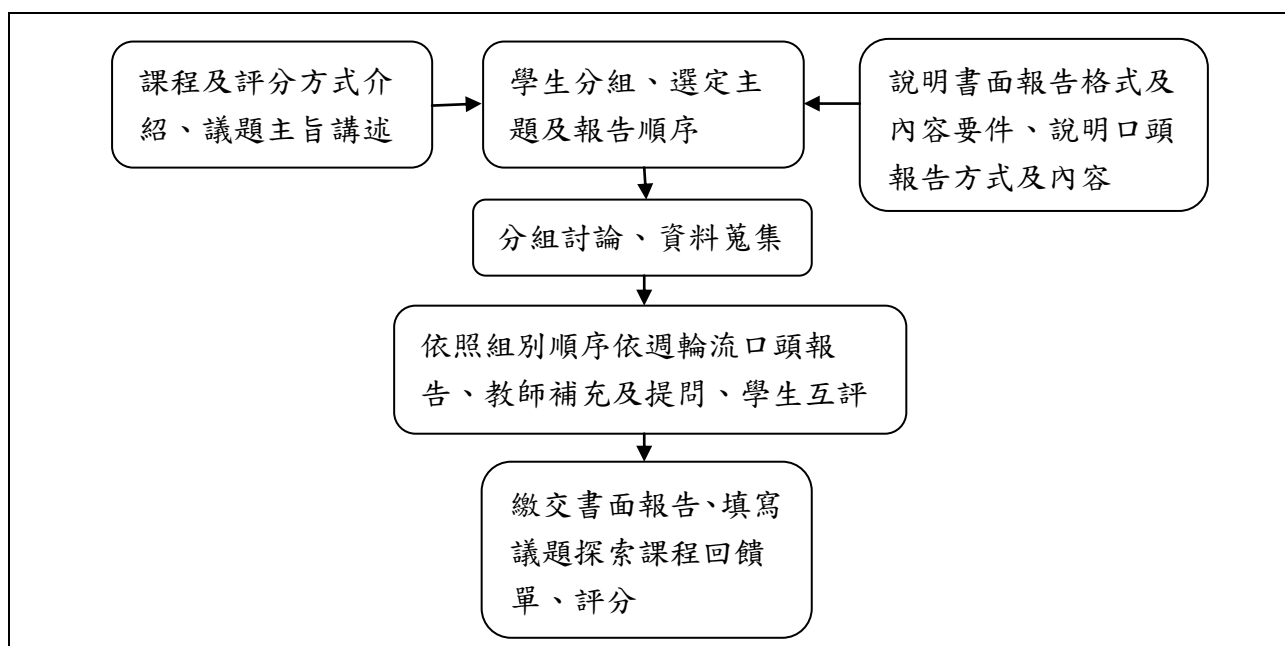 課程及評分方式介
紹、議題主旨講述
學生分組、選定主
題及報告順序
說明書面報告格式及
內容要件、說明口頭
報告方式及內容
分組討論、資料蒐集
依照組別順序依週輪流口頭報
告、教師補充及提問、學生互評
繳交書面報告、填寫
議題探索課程回饋
單、評分